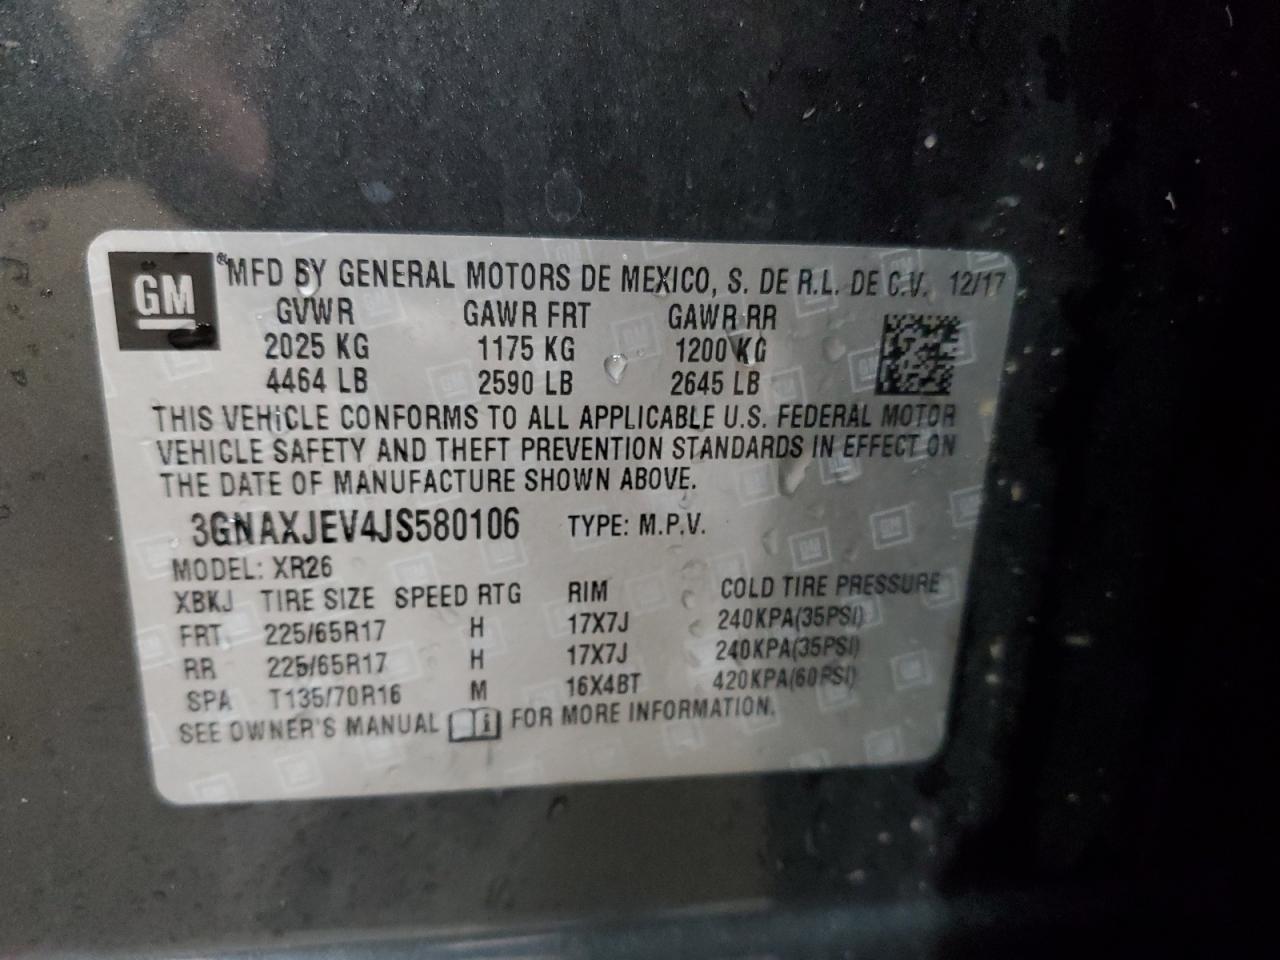 GM ® MFD BY GENERAL MOTORS DE MEXICO, S. DE R.L. DE C.V. 12/17
GVWR GAWR FRT GAWR RR
2025 KG 1175 KG 1200 KG
4464 LB 2590 LB 2645 LB
THIS VEHICLE CONFORMS TO ALL APPLICABLE U.S. FEDERAL MOTOR
VEHICLE SAFETY AND THEFT PREVENTION STANDARDS IN EFFECT ON
THE DATE OF MANUFACTURE SHOWN ABOVE.
3GNAXJEV4JS580106 TYPE: M.P.V.
MODEL: XR26
XBKJ TIRE SIZE SPEED RTG RIM COLD TIRE PRESSURE
FRT 225/65R17 H 17X7J 240KPA(35PSI)
RR 225/65R17 H 17X7J 240KPA(35PSI)
SPA T135/70R16 M 16X4BT 420KPA(60PSI)
SEE OWNER'S MANUAL i FOR MORE INFORMATION.